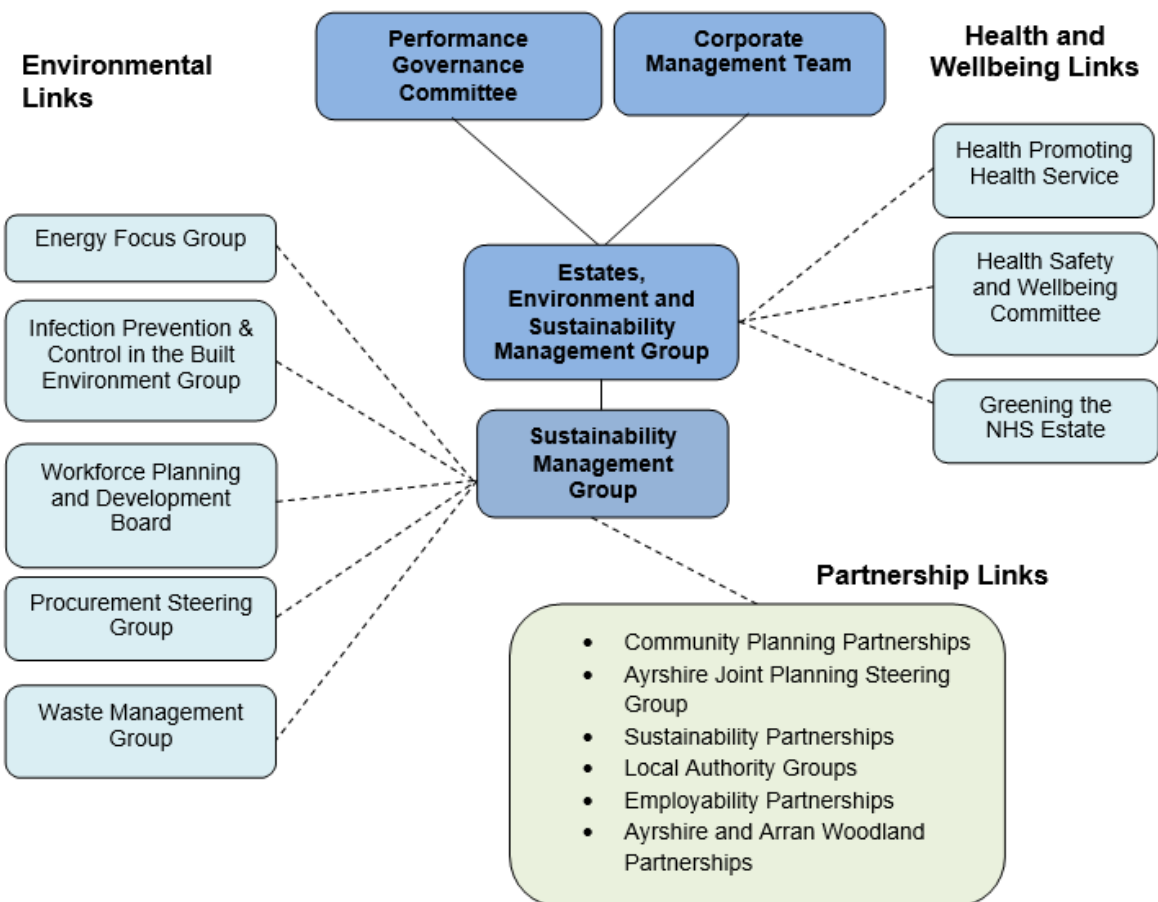 Environmental
Links
Performance
Governance
Committee
Corporate
Management Team
Health and
Wellbeing Links
Energy Focus Group
Infection Prevention &
Control in the Built
Environment Group
Workforce Planning
and Development
Board
Procurement Steering
Group
Waste Management
Group
Estates,
Environment and
Sustainability
Management Group
Sustainability
Management
Group
Health Promoting
Health Service
Health Safety
and Wellbeing
Committee
Greening the
NHS Estate
Partnership Links
• Community Planning Partnerships
• Ayrshire Joint Planning Steering
Group
• Sustainability Partnerships
• Local Authority Groups
• Employability Partnerships
• Ayrshire and Arran Woodland
Partnerships